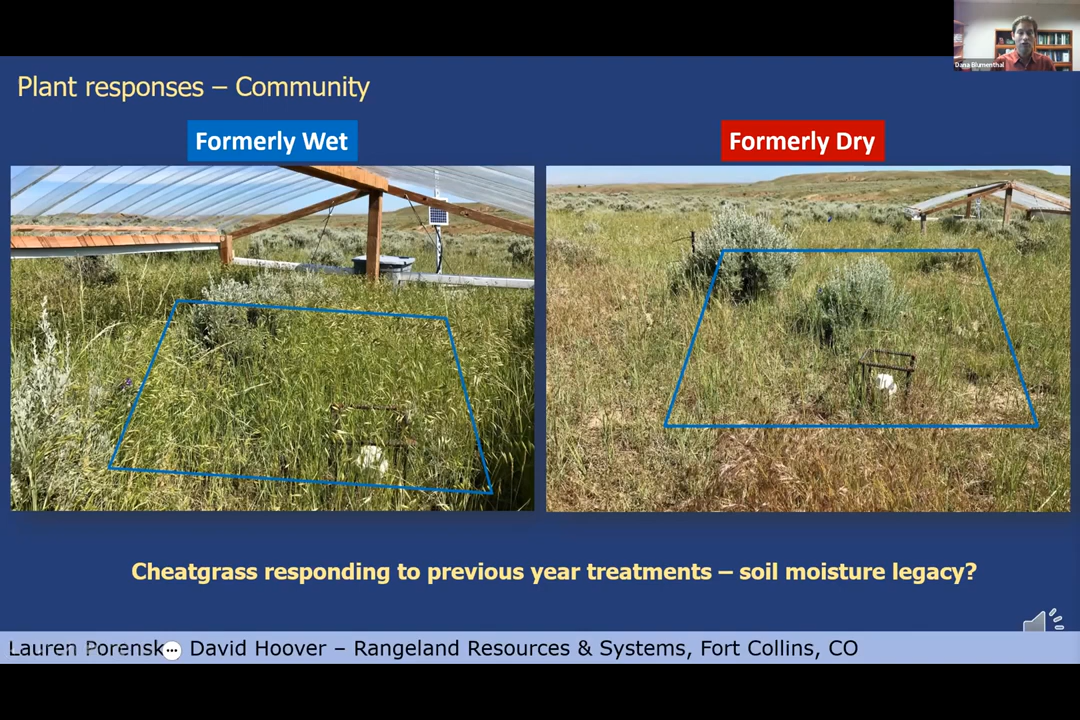 Dana Blumenthal
Plant responses – Community
Formerly Wet
Formerly Dry
Cheatgrass responding to previous year treatments – soil moisture legacy?
Lauren Porensk David Hoover – Rangeland Resources & Systems, Fort Collins, CO